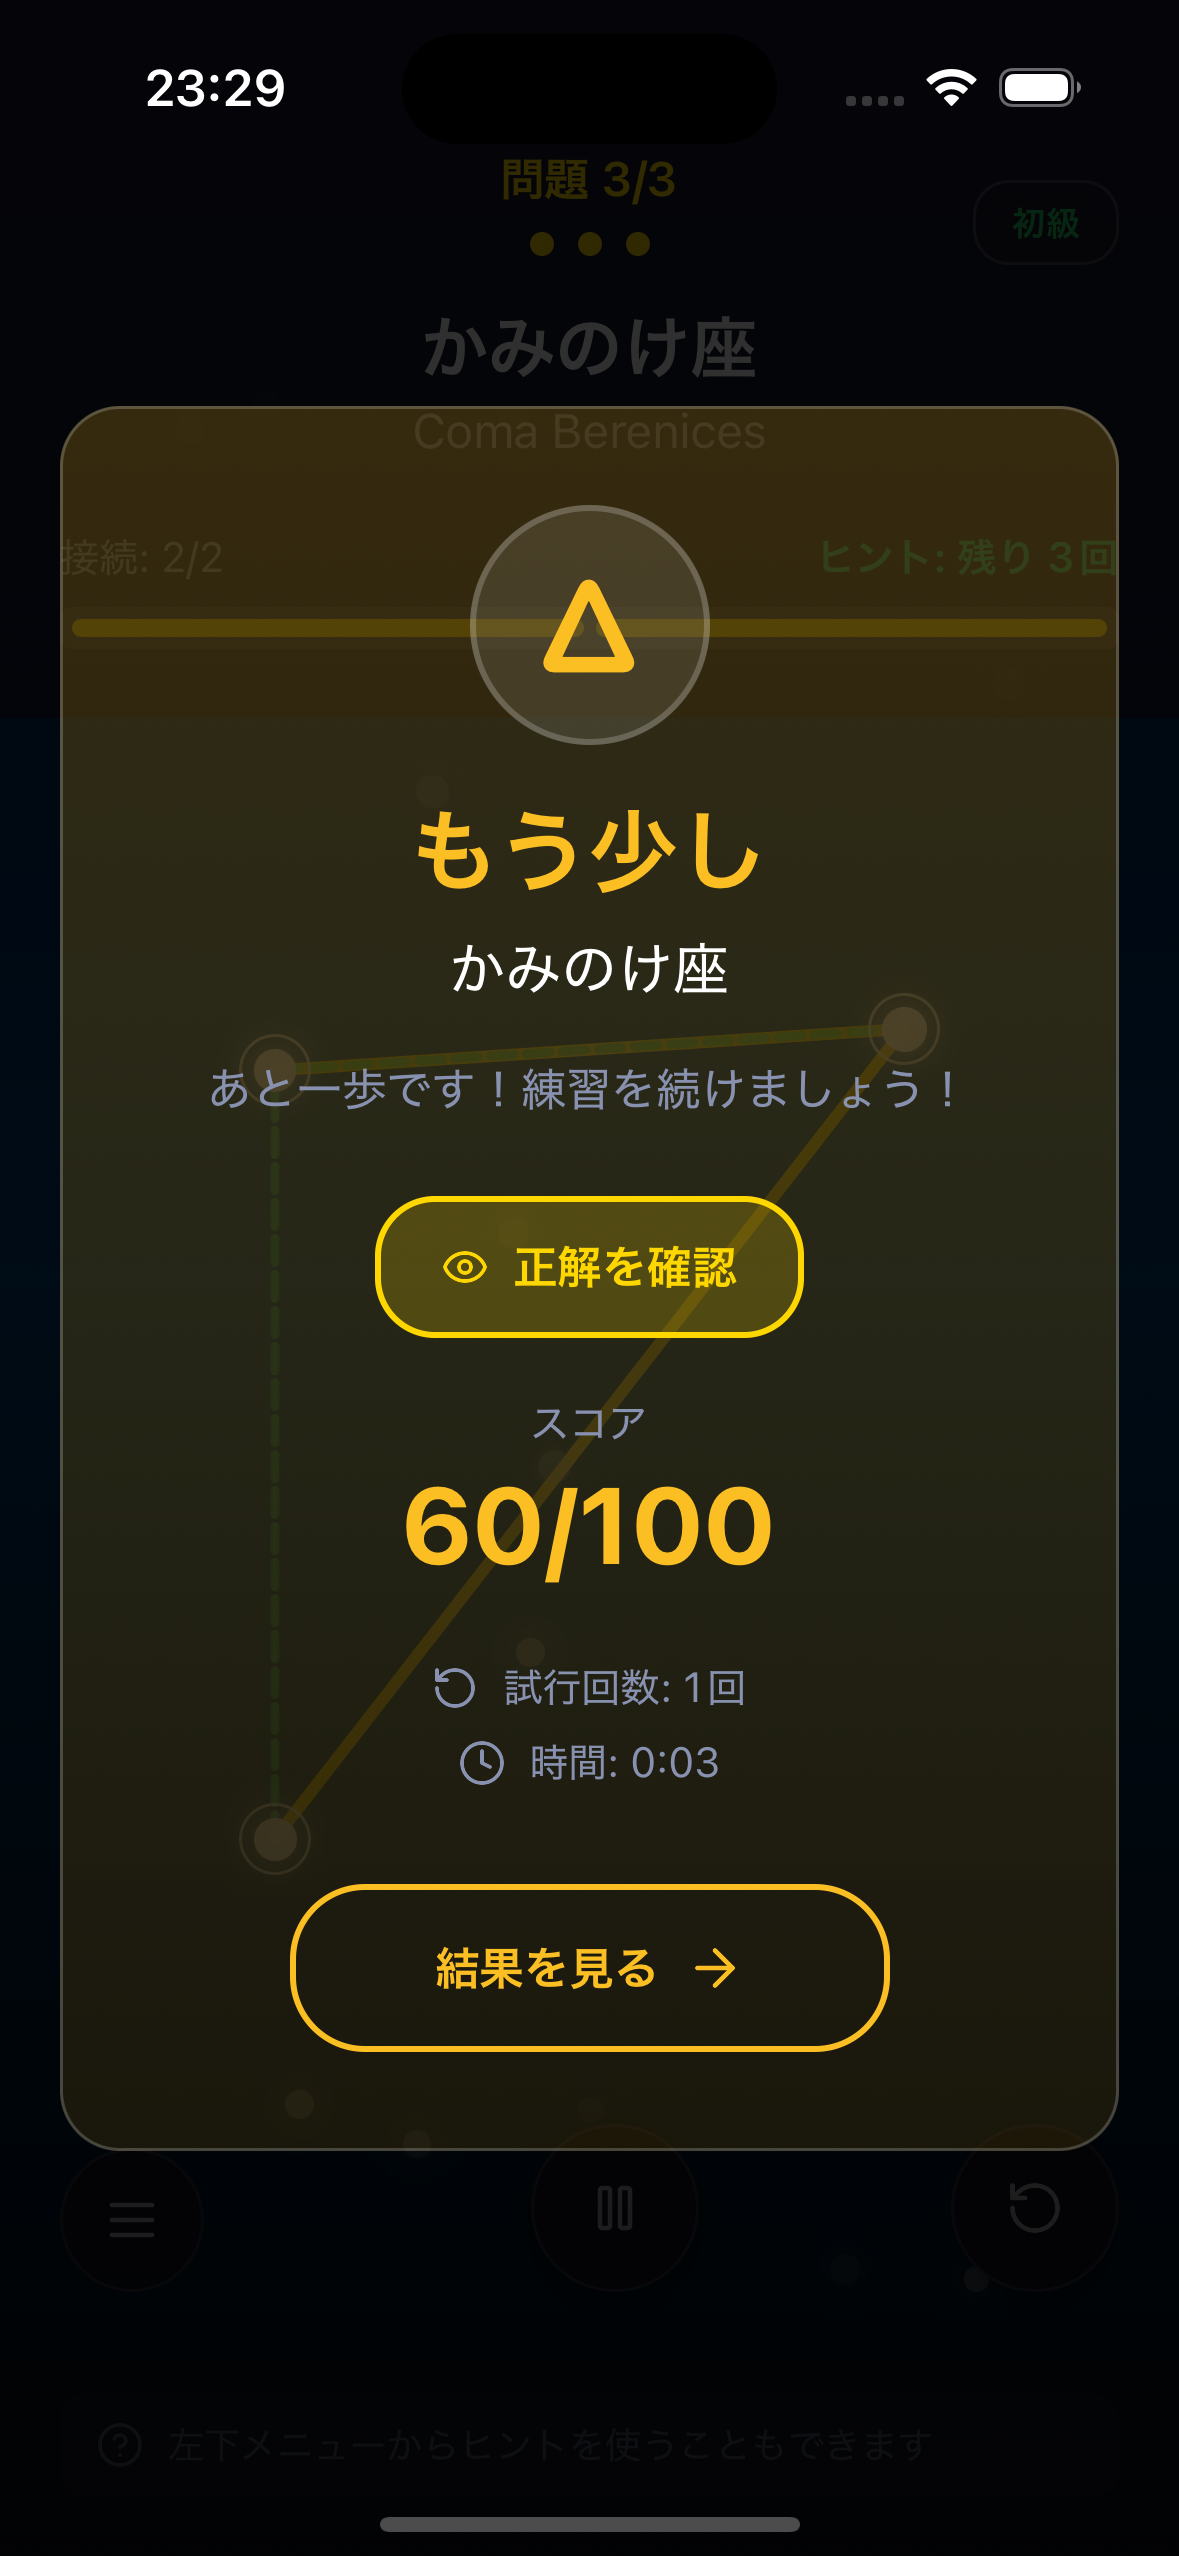 23:29
問題 3/3
初級
かみのけ座
Coma Berenices
接続: 2/2
ヒント: 残り 3回
もう少し
かみのけ座
あと一歩です！練習を続けましょう！
正解を確認
スコア
60/100
試行回数: 1回
時間: 0:03
結果を見る
左下メニューからヒントを使うこともできます